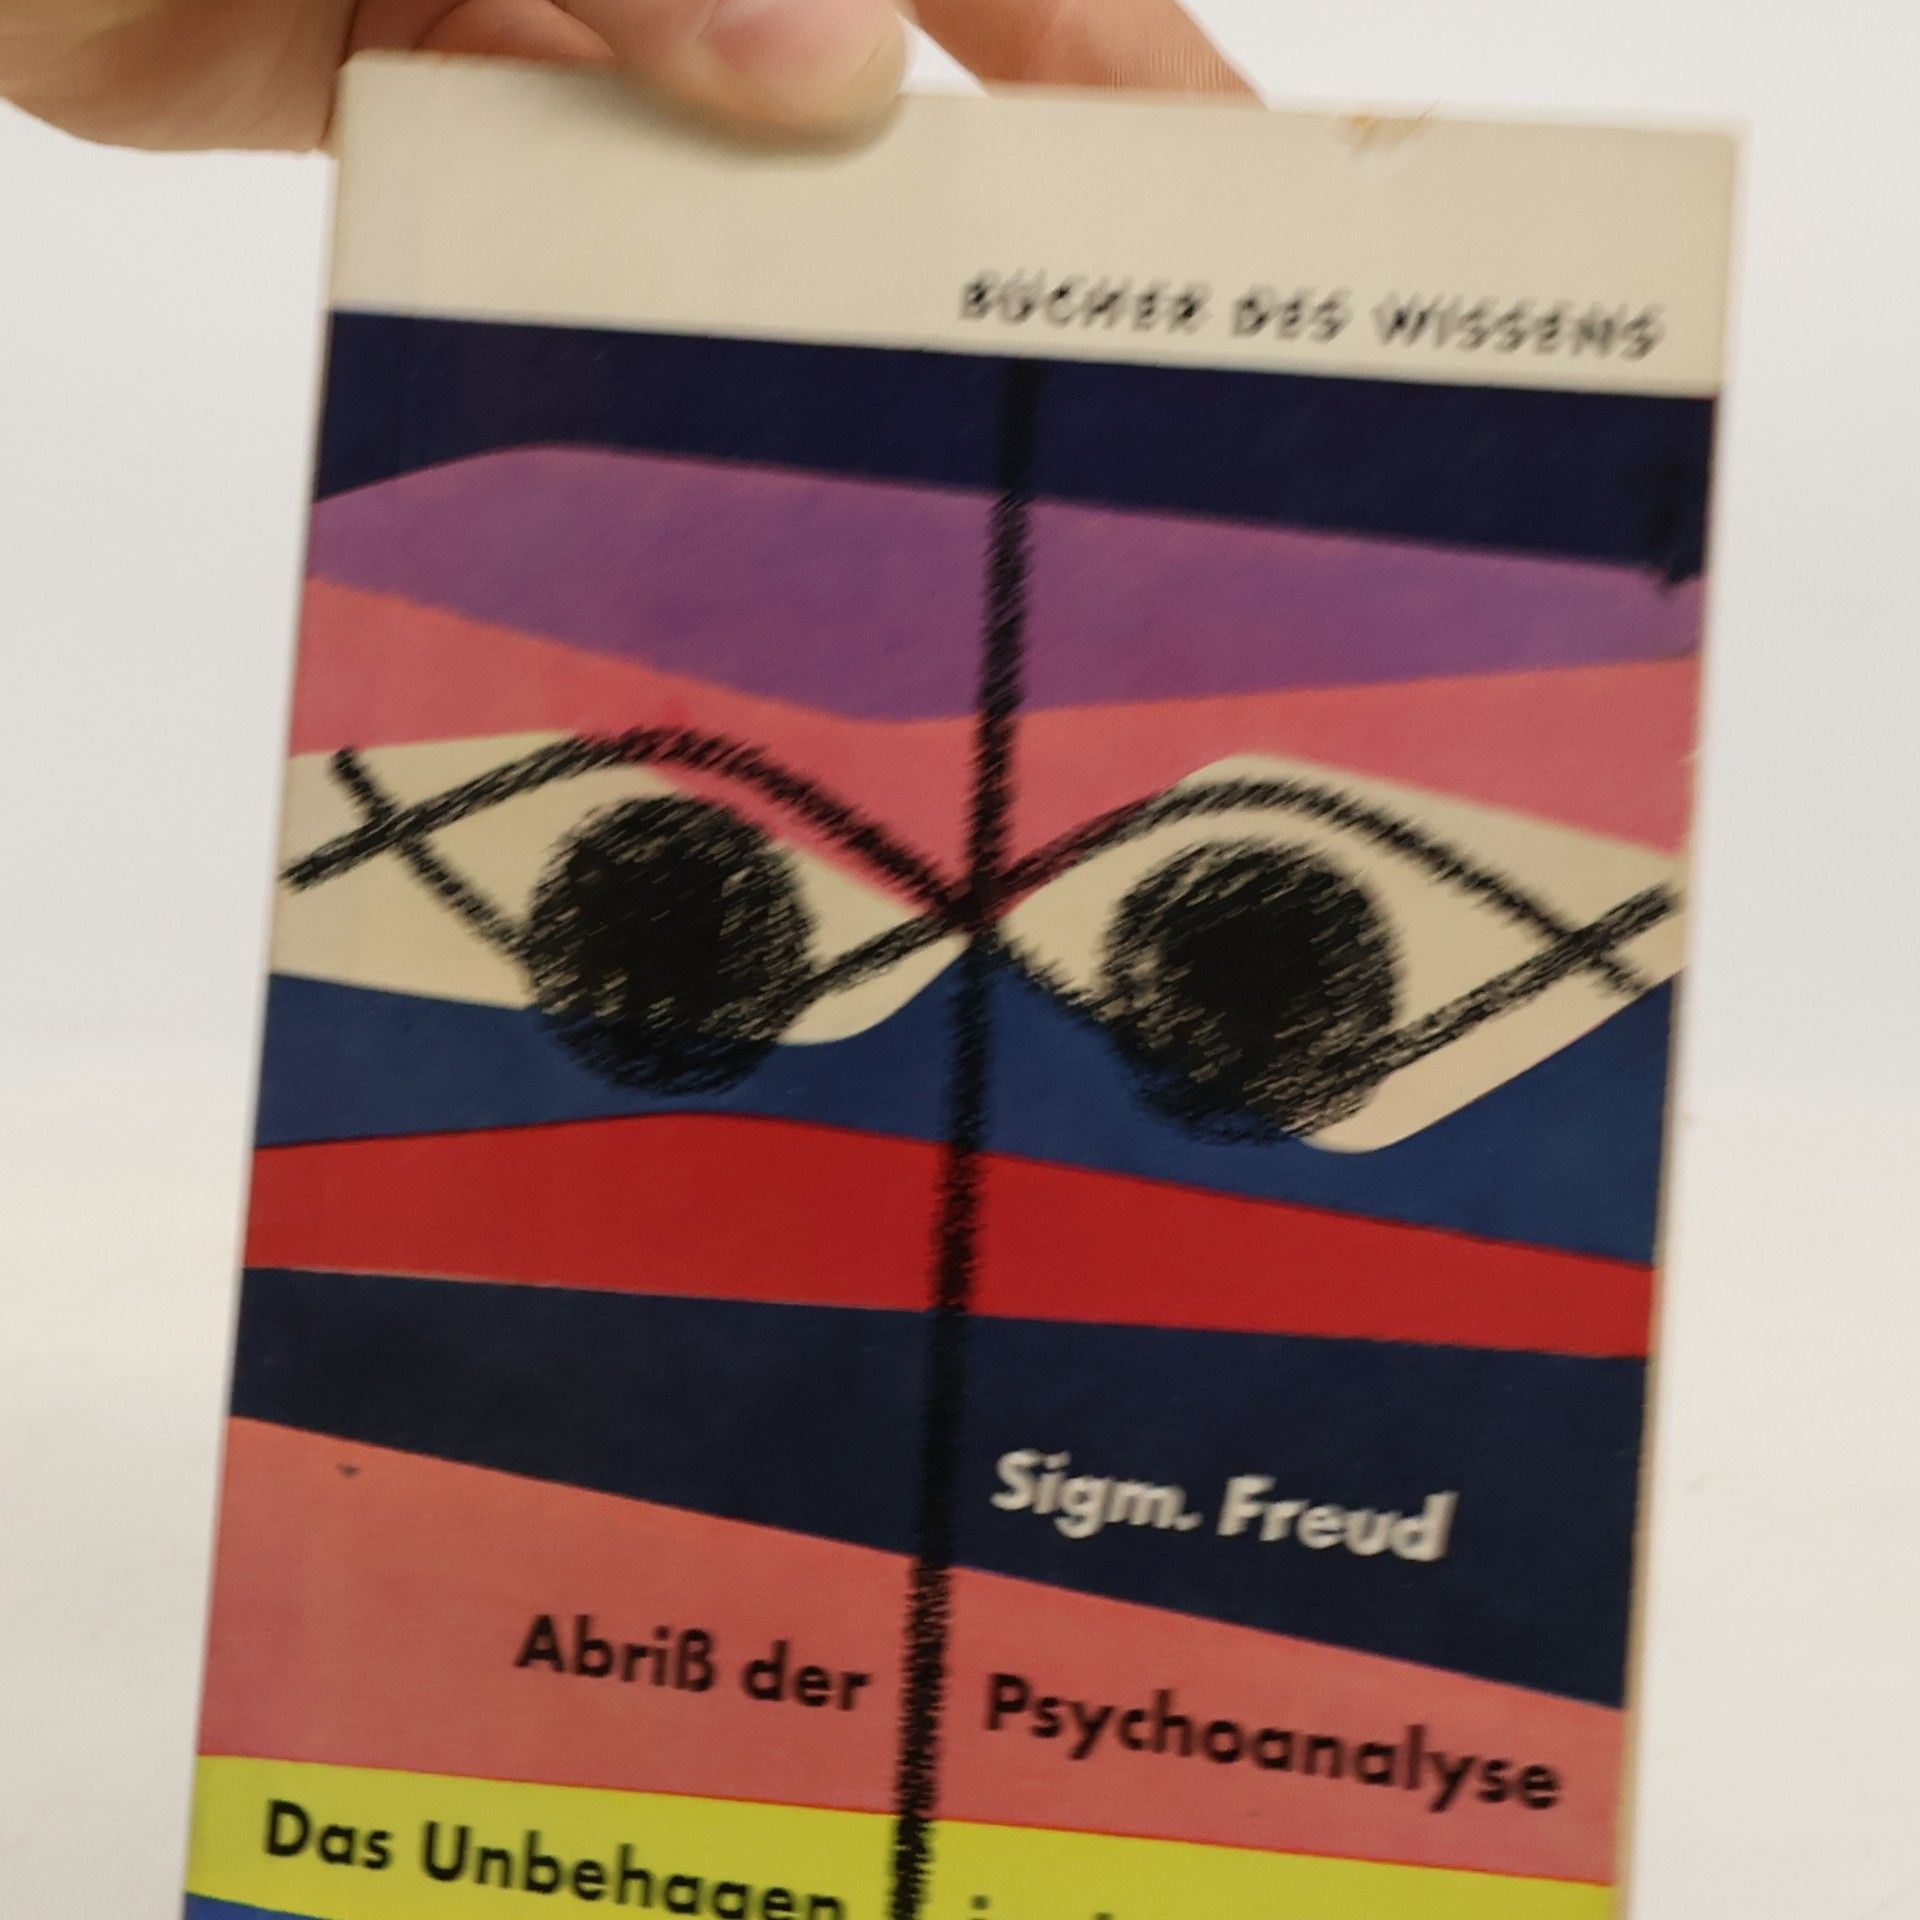 BÜCHER DES WISSENS
Sigm. Freud
Abriß der Psychoanalyse
Das Unbehagen